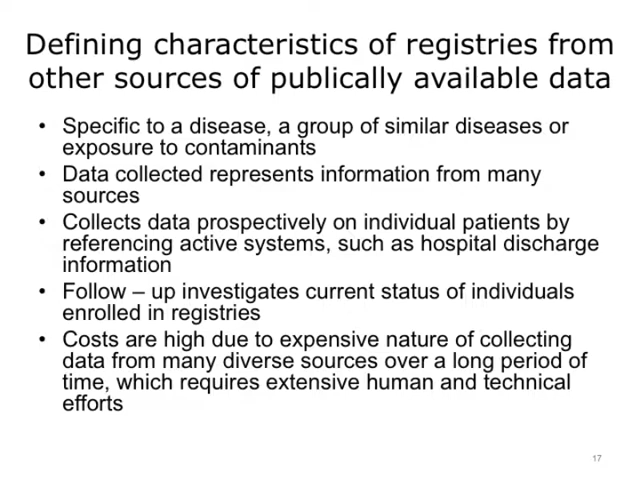 Defining characteristics of registries from
other sources of publically available data
• Specific to a disease, a group of similar diseases or
exposure to contaminants
• Data collected represents information from many
sources
• Collects data prospectively on individual patients by
referencing active systems, such as hospital discharge
information
• Follow – up investigates current status of individuals
enrolled in registries
• Costs are high due to expensive nature of collecting
data from many diverse sources over a long period of
time, which requires extensive human and technical
efforts
17